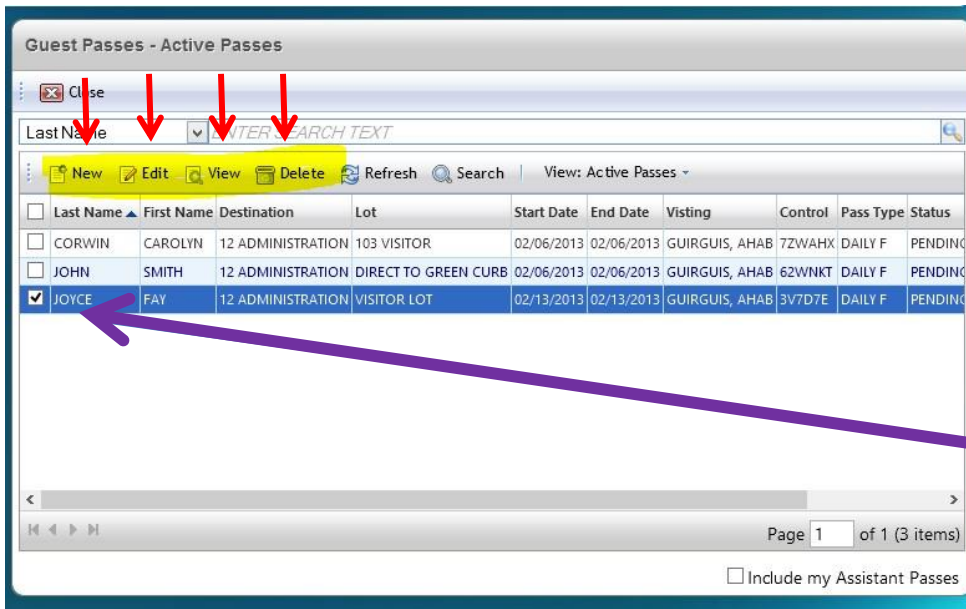 Guest Passes - Active Passes
Close
Last Name ENTER SEARCH TEXT
New Edit View Delete Refresh Search View: Active Passes
Last Name First Name Destination Lot Start Date End Date Visting Control Pass Type Status
CORWIN CAROLYN 12 ADMINISTRATION 103 VISITOR 02/06/2013 02/06/2013 GUIRGUIS, AHAB 7ZWAHX DAILY F PENDING
JOHN SMITH 12 ADMINISTRATION DIRECT TO GREEN CURB 02/06/2013 02/06/2013 GUIRGUIS, AHAB 62WNKT DAILY F PENDING
JOYCE FAY 12 ADMINISTRATION VISITOR LOT 02/13/2013 02/13/2013 GUIRGUIS, AHAB 3V7D7E DAILY F PENDING
Page 1 of 1 (3 items)
Include my Assistant Passes